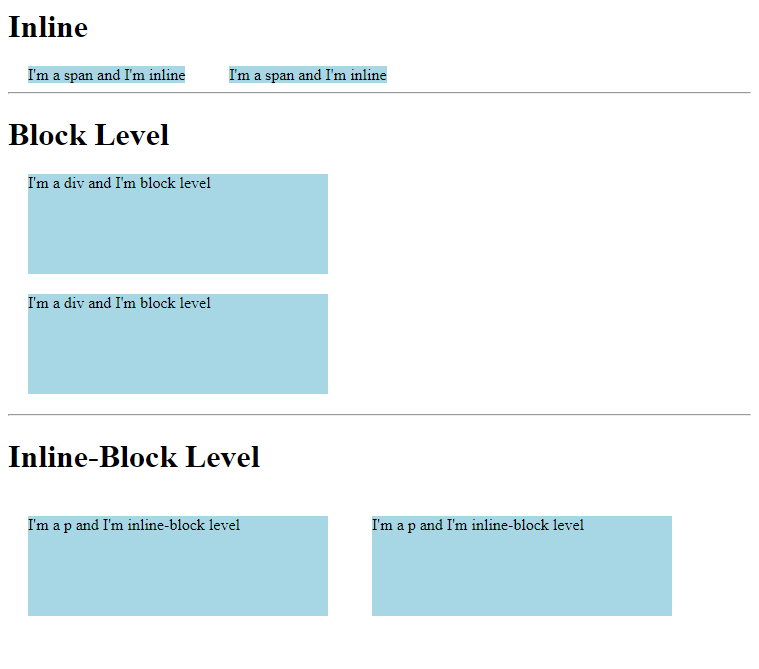 Inline
I'm a span and I'm inline I'm a span and I'm inline
Block Level
I'm a div and I'm block level
I'm a div and I'm block level
Inline-Block Level
I'm a p and I'm inline-block level I'm a p and I'm inline-block level